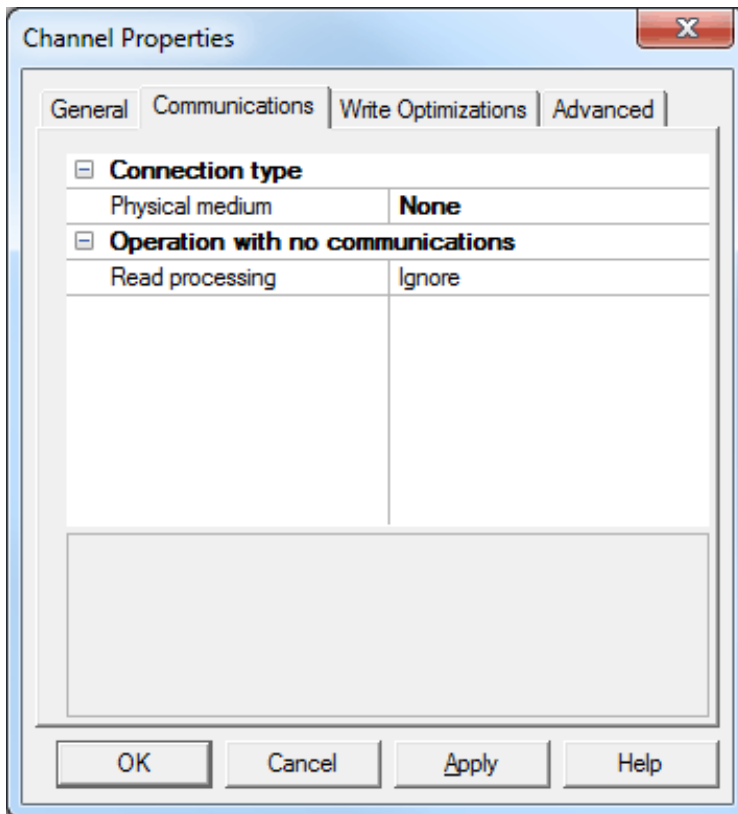 Channel Properties
General Communications Write Optimizations Advanced
Connection type
Physical medium None
Operation with no communications
Read processing Ignore
OK Cancel Apply Help